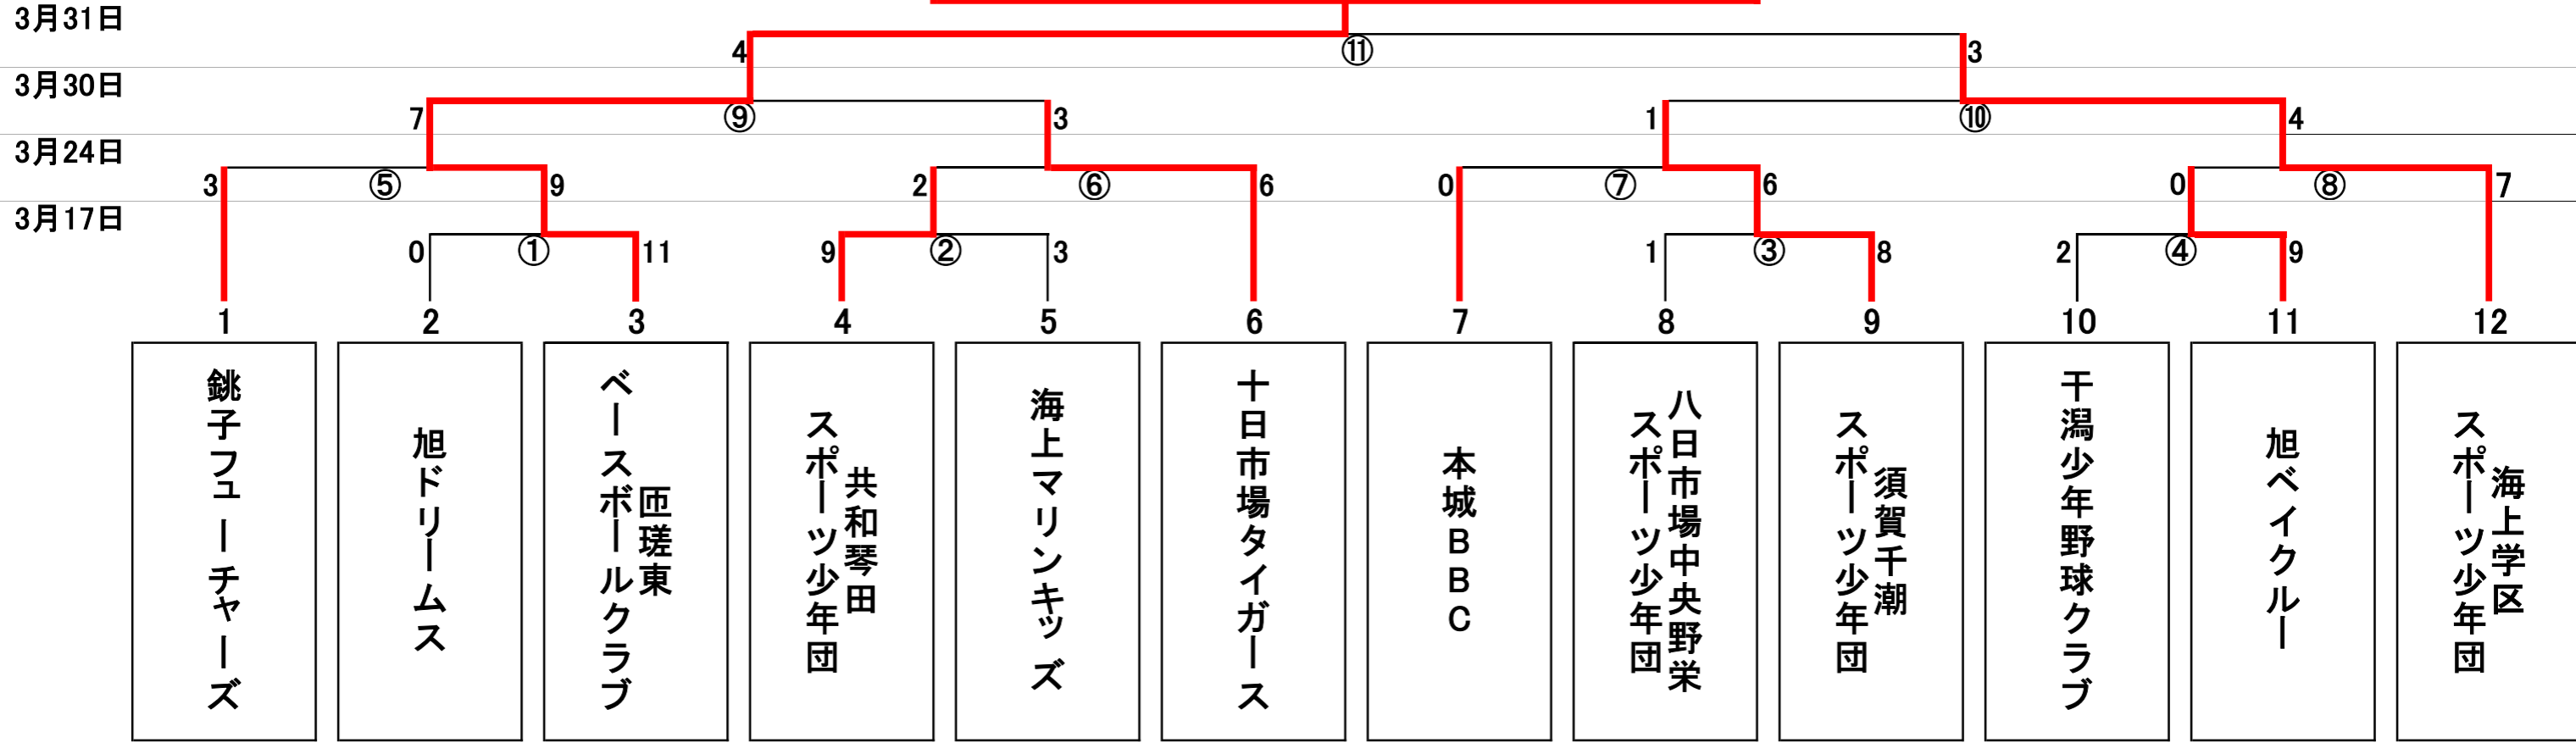 3月31日
4 ⑪ 3
3月30日
7 ⑨ 3 1 ⑩ 4
3月24日
3 ⑤ 9 2 ⑥ 6 0 ⑦ 6 0 ⑧ 7
3月17日
0 ① 11 9 ② 3 1 ③ 8 2 ④ 9
1 2 3 4 5 6 7 8 9 10 11 12
銚子フューチャーズ
旭ドリームス
匝瑳東
ベースボールクラブ
共和琴田
スポーツ少年団
海上マリンキッズ
十日市場タイガース
本城BBC
八日市場中央野栄
スポーツ少年団
須賀千潮
スポーツ少年団
干潟少年野球クラブ
旭ベイクルー
海上学区
スポーツ少年団